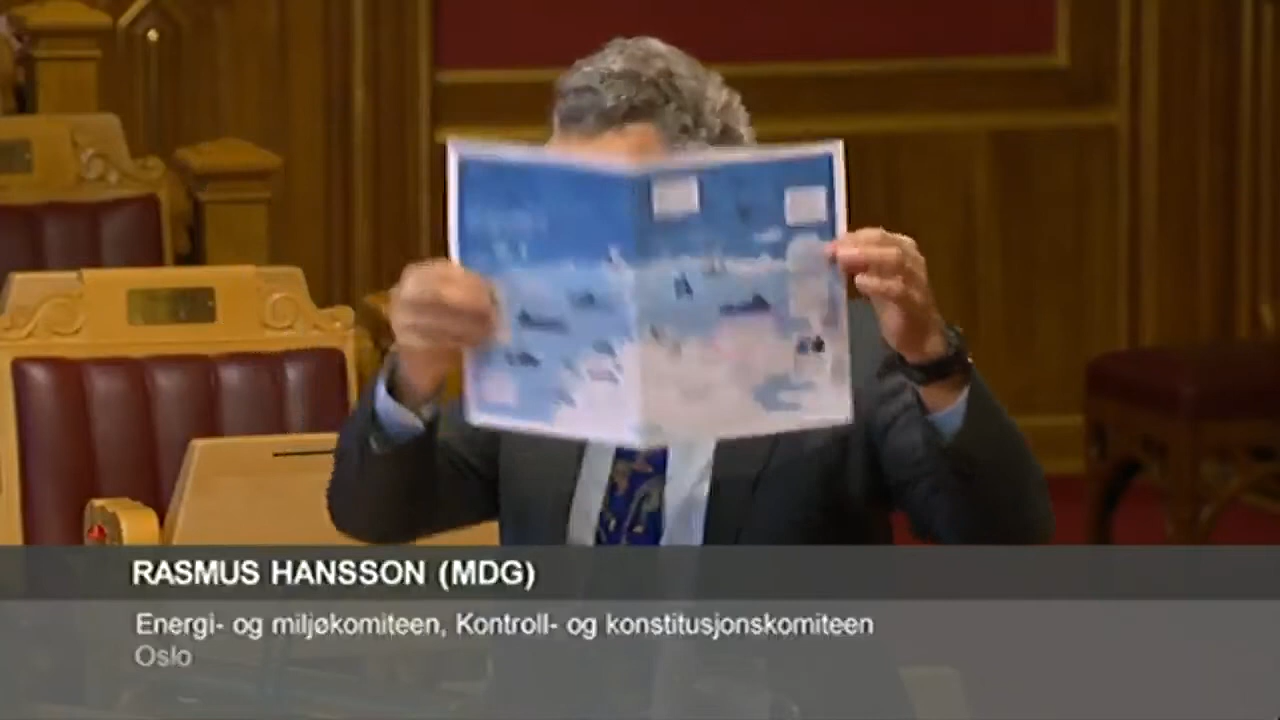 RASMUS HANSSON (MDG)
Energi- og miljøkomiteen, Kontroll- og konstitusjonskomiteen
Oslo